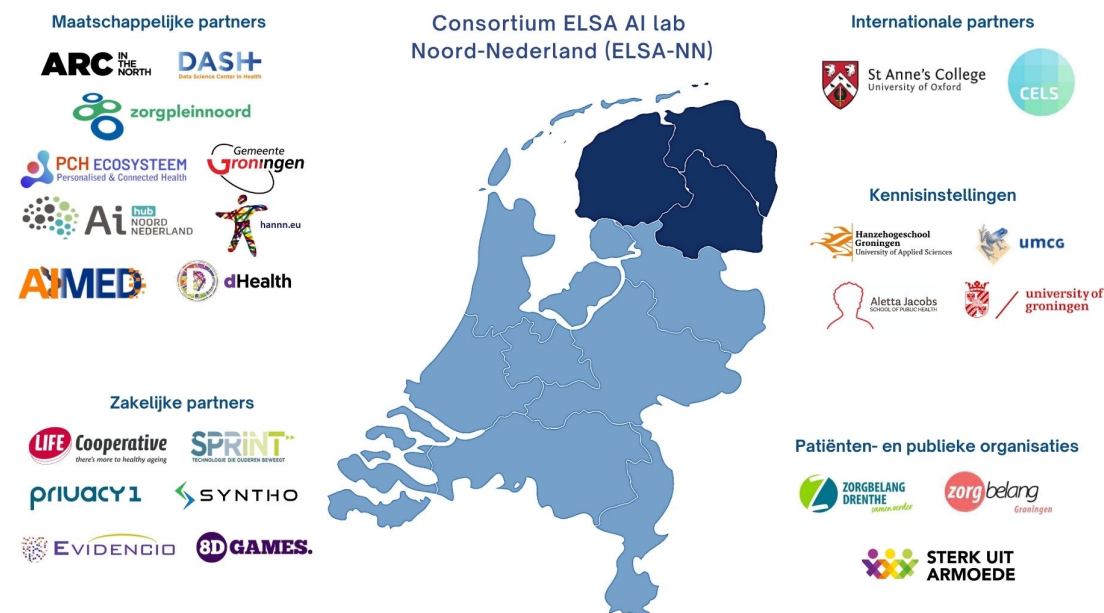 Maatschappelijke partners
ARC IN THE NORTH
DASH
Data Science Center in Health
zorgpleinnoord
PCH ECOSYSTEEM
Personalised & Connected Health
Gemeente
Groningen
Ai hub NOORD NEDERLAND
hannn.eu
AIMED
dHealth
Zakelijke partners
LIFE Cooperative
there's more to healthy ageing
SPRINT
TECHNOLOGIE DIE OUDEREN BEWEEGT
PRIVACY1
SYNTHO
EVIDENCIO
8D GAMES.
Consortium ELSA AI lab
Noord-Nederland (ELSA-NN)
Internationale partners
St Anne's College
University of Oxford
CELS
Kennisinstellingen
Hanzehogeschool
Groningen
University of Applied Sciences
umcg
Aletta Jacobs
SCHOOL OF PUBLIC HEALTH
university of
groningen
Patiënten- en publieke organisaties
ZORGBELANG
DRENTHE
samen verder
zorgbelang
Groningen
STERK UIT
ARMOEDE